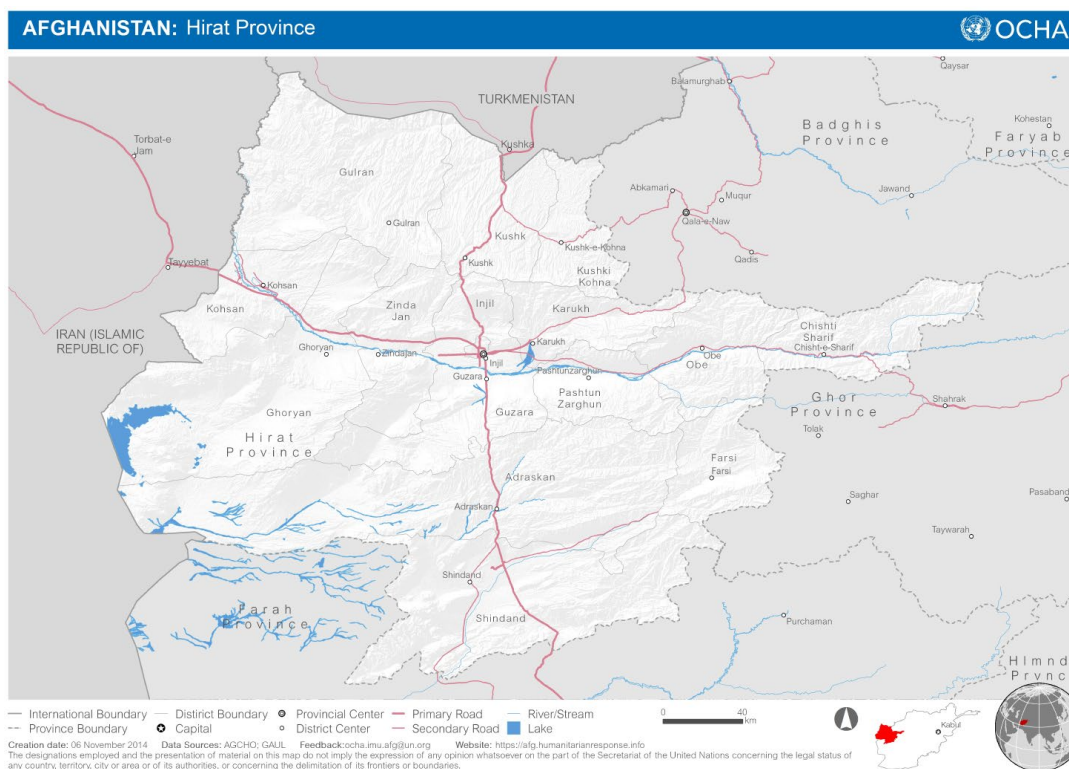 AFGHANISTAN: Hirat Province
OCHA
Qaysar
Balamurghab
TURKMENISTAN
Torbat-e
Jam
Kushka
Badghis
Province
Kohestan
Faryab
Province
Gulran
Abkamari
Muqur
Jawand
Gulran
Qala-e-Naw
Kushk
Kushk-e-Kohna
Qadis
Tayyebat
Kushk
Kushki
Kohna
Kohsan
Kohsan
Zinda
Jan
Injil
Karukh
IRAN (ISLAMIC
REPUBLIC OF)
Chishti
Sharif
Karukh
Ghoryan
Zindajan
Injil
Obe
Chisht-e-Sharif
Obe
Guzara
Pashtunzarghun
Pashtun
Zarghun
Ghor
Province
Shahrak
Ghoryan
Guzara
Tolak
Hirat
Province
Farsi
Farsi
Adraskan
Saghar
Pasaband
Adraskan
Taywarah
Shindand
Farah
Province
Shindand
Purchaman
Hlmnd
Prvnc
International Boundary
District Boundary
Provincial Center
Primary Road
River/Stream
0 40
km
Province Boundary
Capital
District Center
Secondary Road
Lake
Kabul
Creation date: 06 November 2014 Data Sources: AGCHO; GAUL Feedback:ocha.imu.afg@un.org Website: https://afg.humanitarianresponse.info
The designations employed and the presentation of material on this map do not imply the expression of any opinion whatsoever on the part of the Secretariat of the United Nations concerning the legal status of
any country, territory, city or area or of its authorities, or concerning the delimitation of its frontiers or boundaries.